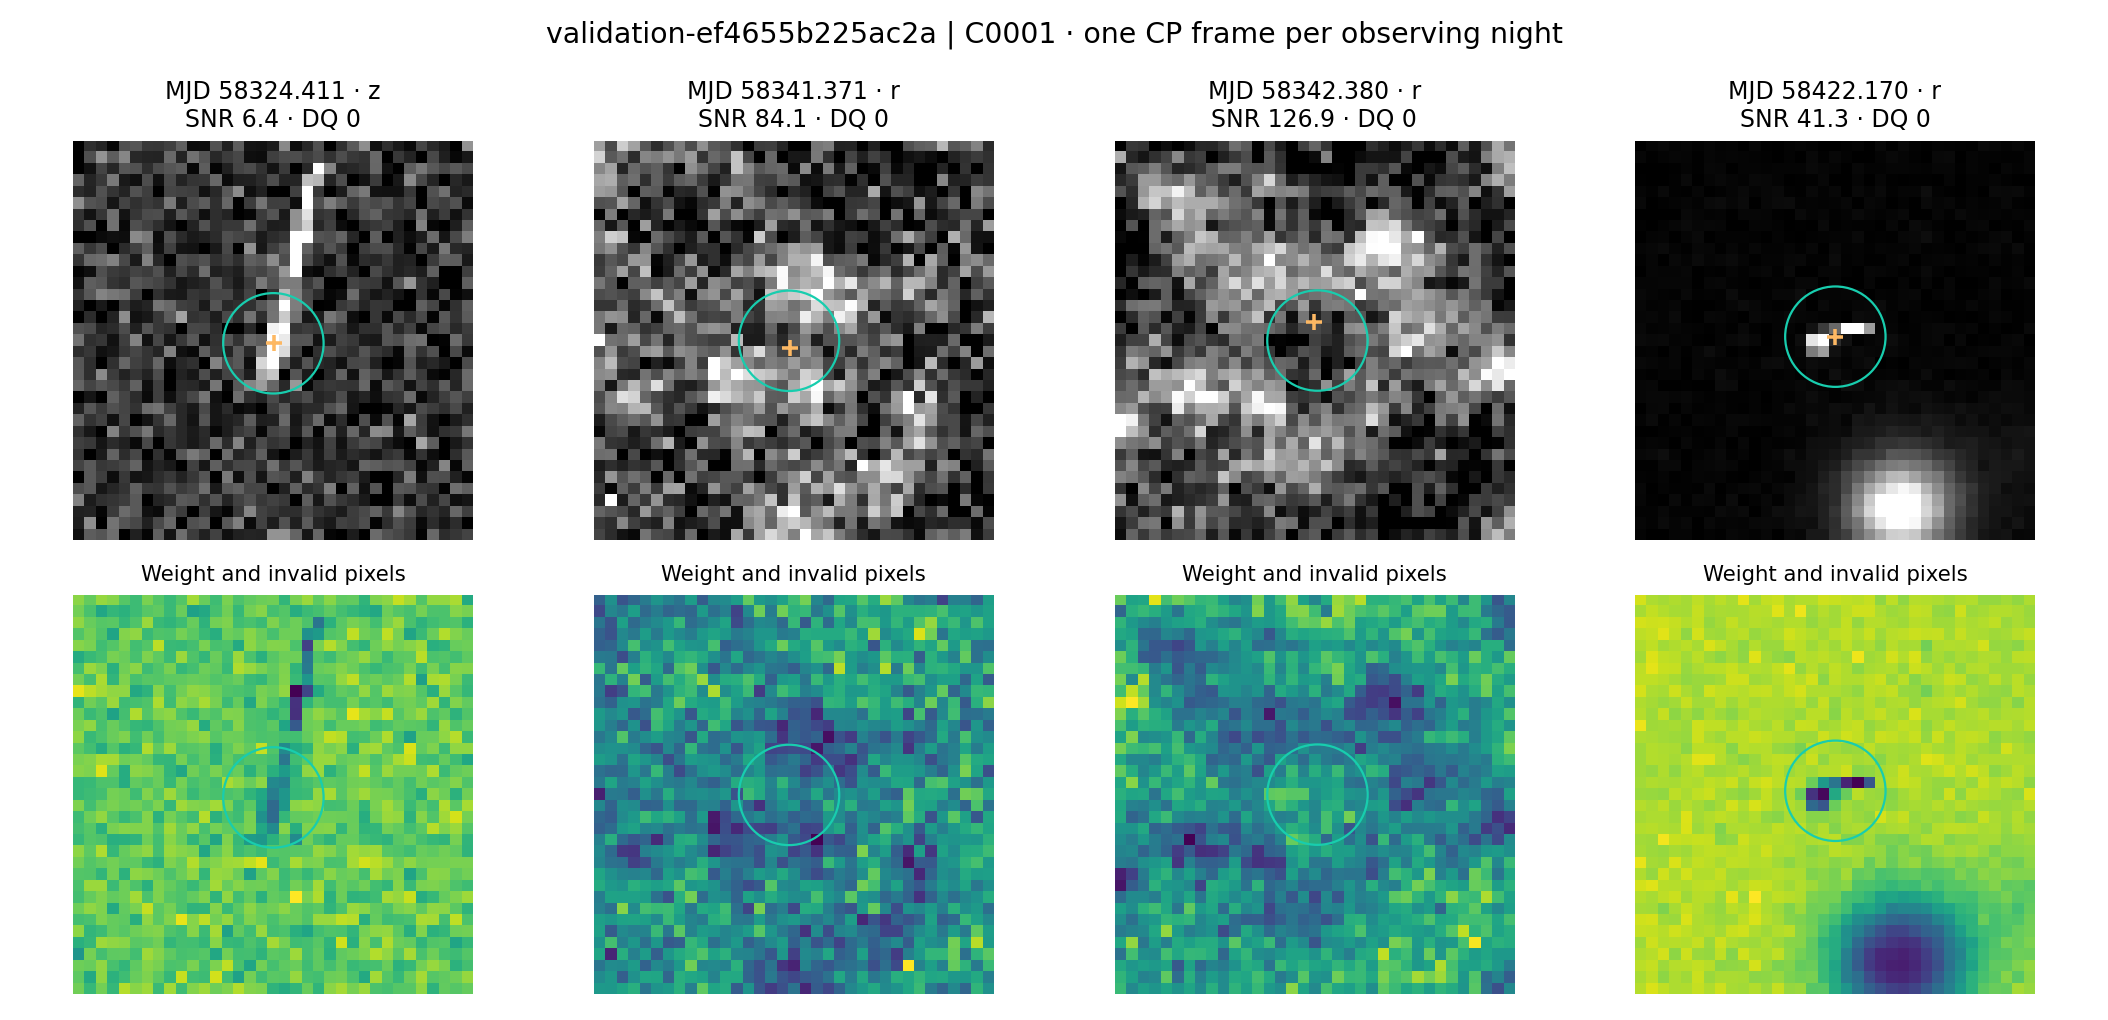 validation-ef4655b225ac2a | C0001 · one CP frame per observing night
MJD 58324.411 · z
SNR 6.4 · DQ 0
MJD 58341.371 · r
SNR 84.1 · DQ 0
MJD 58342.380 · r
SNR 126.9 · DQ 0
MJD 58422.170 · r
SNR 41.3 · DQ 0
Weight and invalid pixels
Weight and invalid pixels
Weight and invalid pixels
Weight and invalid pixels